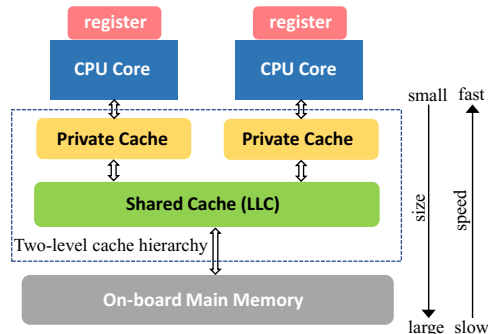 register register
CPU Core CPU Core
small fast
Private Cache Private Cache
Shared Cache (LLC)
size
speed
Two-level cache hierarchy
On-board Main Memory
large slow